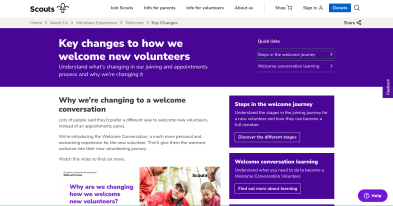 Scouts
Join Scouts Info for parents Info for volunteers About us Shop Sign in Donate
Home > About Us > Volunteer Experience > Welcome > Key Changes Share
Key changes to how we
welcome new volunteers
Understand what's changing in our joining and appointments
process and why we're changing it
Quick links
Steps in the welcome journey
Welcome conversation learning
Feedback
Why we're changing to a welcome
conversation
Lots of people said they'd prefer a different way to welcome new volunteers,
instead of an appointments panel.
We're introducing the Welcome Conversation, a much more personal and
welcoming experience for the new volunteer. This'll give them the warmest
welcome into their new volunteering journey.
Watch this video to find out more.
Why are we changing
how we welcome
new volunteers?
Scouts
Steps in the welcome journey
Understand the stages in the joining journey for
a new volunteer and how they can become a
full member.
Discover the different stages
Welcome conversation learning
Understand what you need to do to become a
Welcome Conversation Volunteer.
Find out more about learning
Help